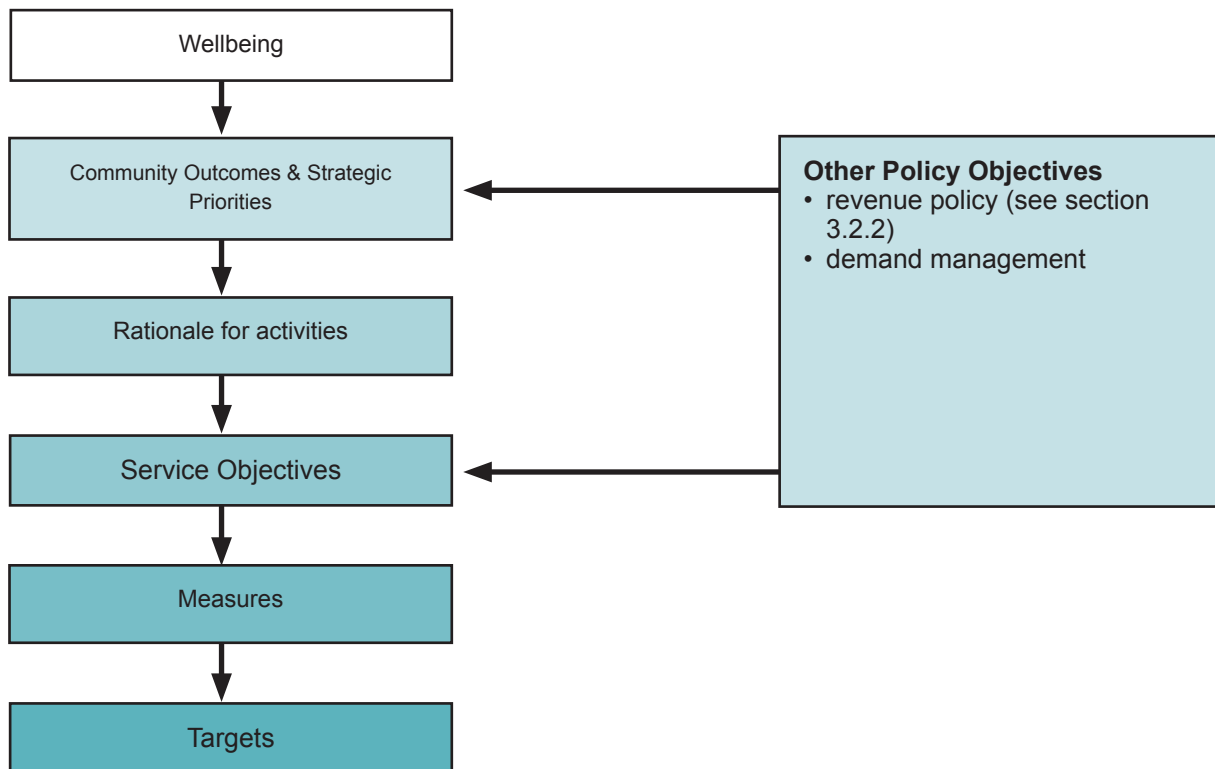 Wellbeing
Community Outcomes & Strategic
Priorities
Rationale for activities
Service Objectives
Measures
Targets
Other Policy Objectives
• revenue policy (see section
3.2.2)
• demand management